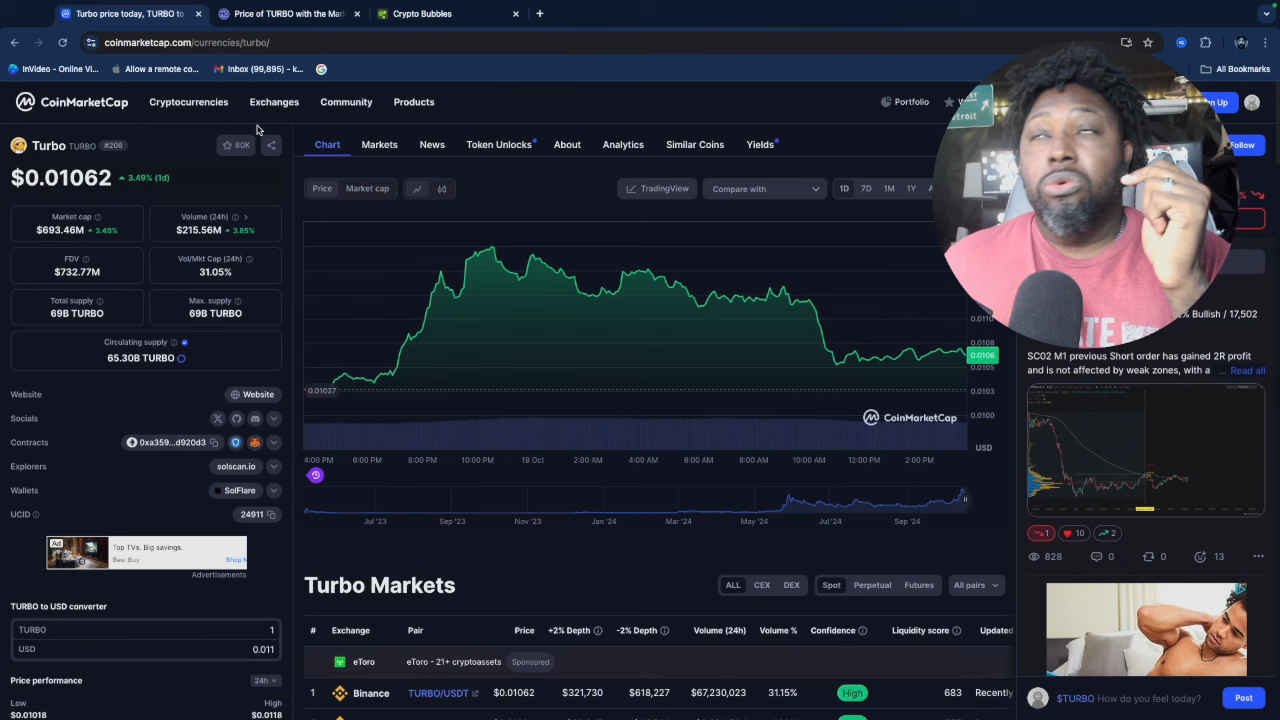 Turbo price today, TURBO to
Price of TURBO with the Mark
Crypto Bubbles
coinmarketcap.com/currencies/turbo/
InVideo - Online Vi...
Allow a remote co...
Inbox (99,895) - k...
All Bookmarks
CoinMarketCap
Cryptocurrencies
Exchanges
Community
Products
Portfolio
Up
WEST
Detroit
Turbo TURBO #206
80K
Chart
Markets
News
Token Unlocks
About
Analytics
Similar Coins
Yields
Follow
$0.01062
3.49% (1d)
Price
Market cap
TradingView
Compare with
1D
7D
1M
1Y
%
Market cap
$693.46M 3.49%
Volume (24h)
$215.56M 3.85%
FDV
$732.77M
Vol/Mkt Cap (24h)
31.05%
Total supply
69B TURBO
Max. supply
69B TURBO
Circulating supply
65.30B TURBO
0.0110
0.0108
0.0106
0.0105
0.0103
0.0100
0.01027
CoinMarketCap
USD
4:00 PM
6:00 PM
8:00 PM
10:00 PM
19 Oct
2:00 AM
4:00 AM
6:00 AM
8:00 AM
10:00 AM
12:00 PM
2:00 PM
Jul '23
Sep '23
Nov '23
Jan '24
Mar '24
May '24
Jul '24
Sep '24
% Bullish / 17,502
SC02 M1 previous Short order has gained 2R profit
and is not affected by weak zones, with a ... Read all
1
10
2
828
0
0
13
Website
Website
Socials
Contracts
0xa359...d920d3
Explorers
solscan.io
Wallets
SolFlare
UCID
24911
Ad
Top TVs. Big savings.
Best Buy
Shop N
Advertisements
TURBO to USD converter
TURBO
1
USD
0.011
Price performance
24h
Low
High
$0.01018
$0.0118
Turbo Markets
ALL
CEX
DEX
Spot
Perpetual
Futures
All pairs
#
Exchange
Pair
Price
+2% Depth
-2% Depth
Volume (24h)
Volume %
Confidence
Liquidity score
Updated
eToro
eToro - 21+ cryptoassets
Sponsored
1
Binance
TURBO/USDT
$0.01062
$321,730
$618,227
$67,230,023
31.15%
High
683
Recently
$TURBO How do you feel today?
Post